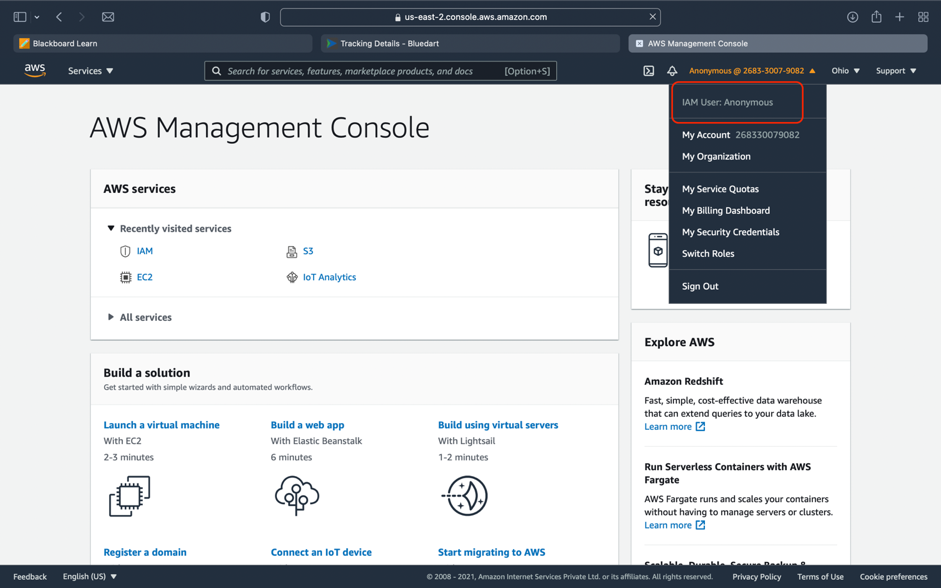 us-east-2.console.aws.amazon.com
Blackboard Learn
Tracking Details - Bluedart
AWS Management Console
aws
Services
Search for services, features, marketplace products, and docs
[Option+S]
Anonymous @ 2683-3007-9082
Ohio
Support
IAM User: Anonymous
My Account 268330079082
My Organization
My Service Quotas
My Billing Dashboard
My Security Credentials
Switch Roles
Sign Out
AWS Management Console
AWS services
Recently visited services
IAM
S3
EC2
IoT Analytics
All services
Stay
reso
Build a solution
Get started with simple wizards and automated workflows.
Launch a virtual machine
With EC2
2-3 minutes
Build a web app
With Elastic Beanstalk
6 minutes
Build using virtual servers
With Lightsail
1-2 minutes
Register a domain
Connect an IoT device
Start migrating to AWS
Explore AWS
Amazon Redshift
Fast, simple, cost-effective data warehouse
that can extend queries to your data lake.
Learn more
Run Serverless Containers with AWS
Fargate
AWS Fargate runs and scales your containers
without having to manage servers or clusters.
Learn more
Scalable, Durable, Secure Backup &
Feedback
English (US)
© 2008 - 2021, Amazon Internet Services Private Ltd. or its affiliates. All rights reserved.
Privacy Policy
Terms of Use
Cookie preferences